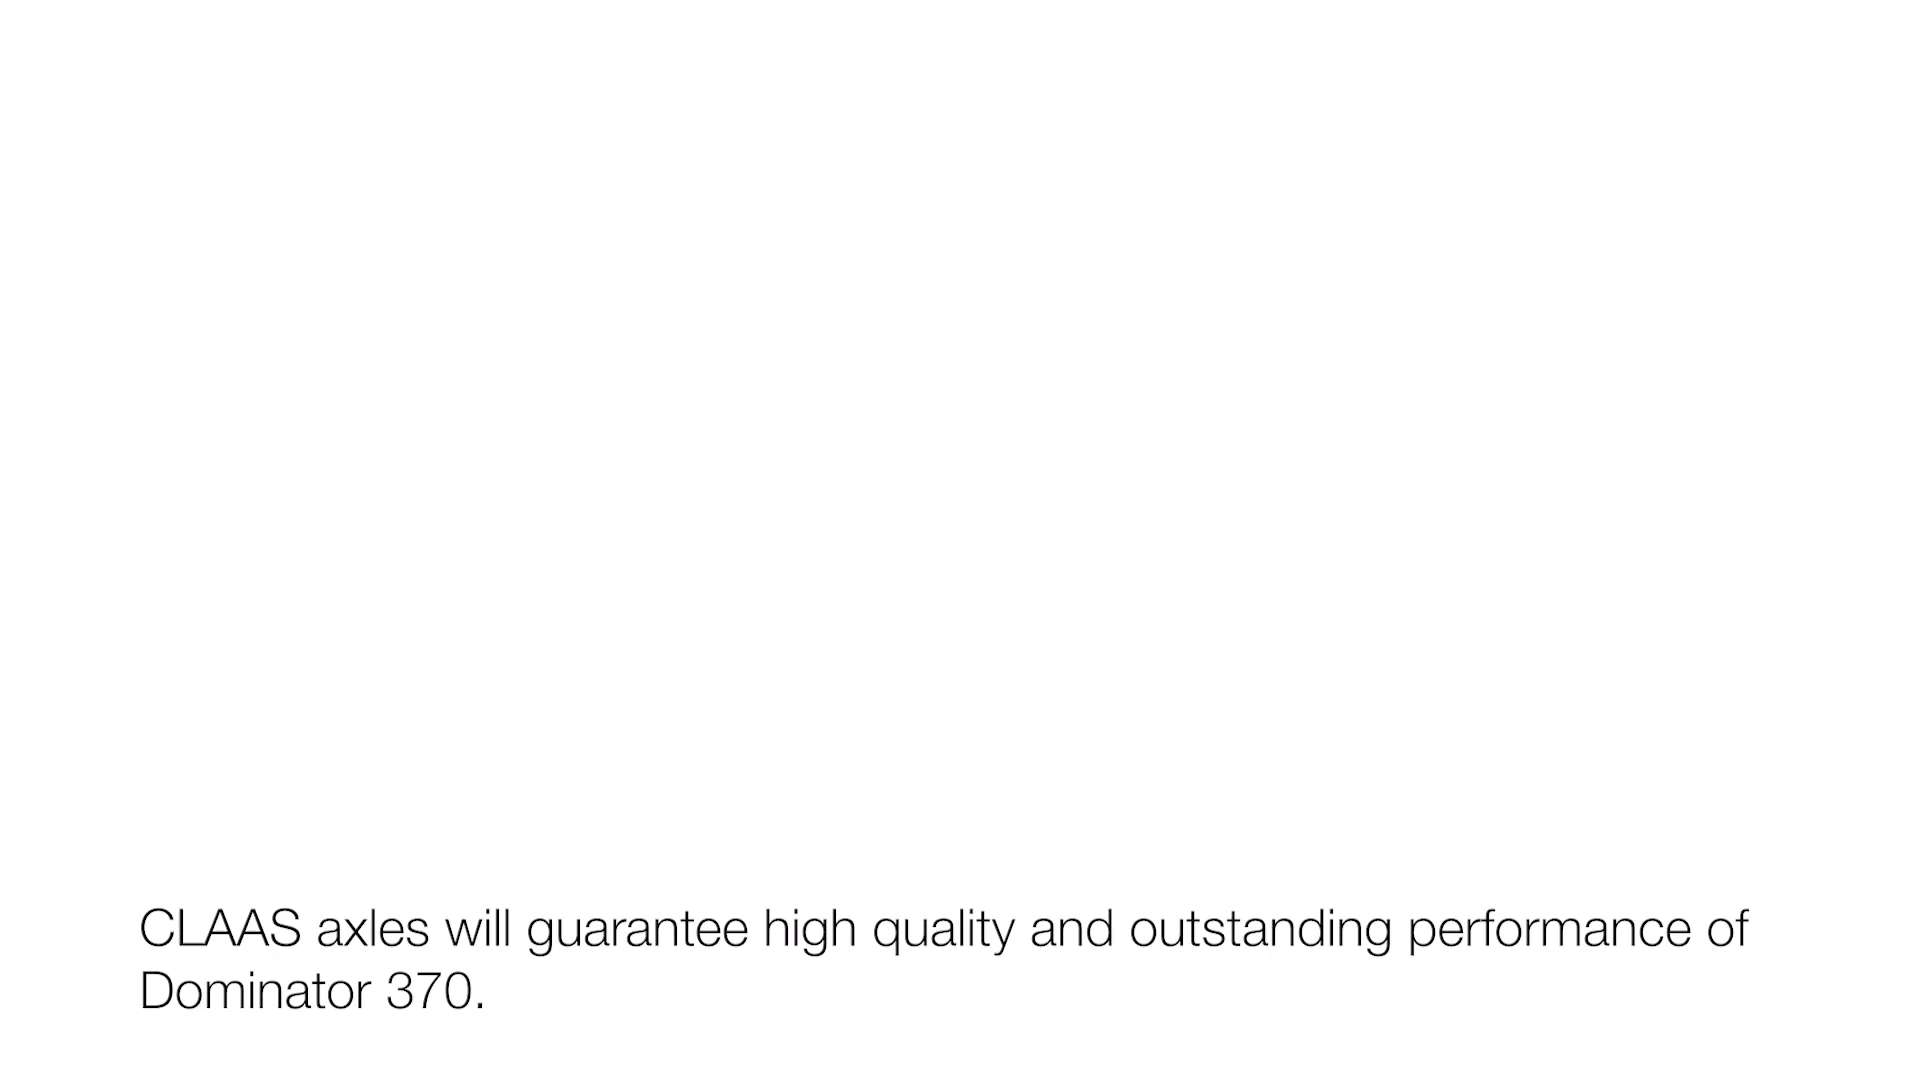 CLAAS axles will guarantee high quality and outstanding performance of
Dominator 370.